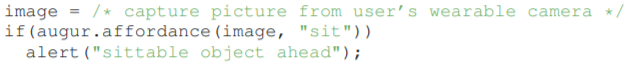 image = /* capture picture from user's wearable camera */
if(augur.affordance(image, "sit"))
alert("sittable object ahead");